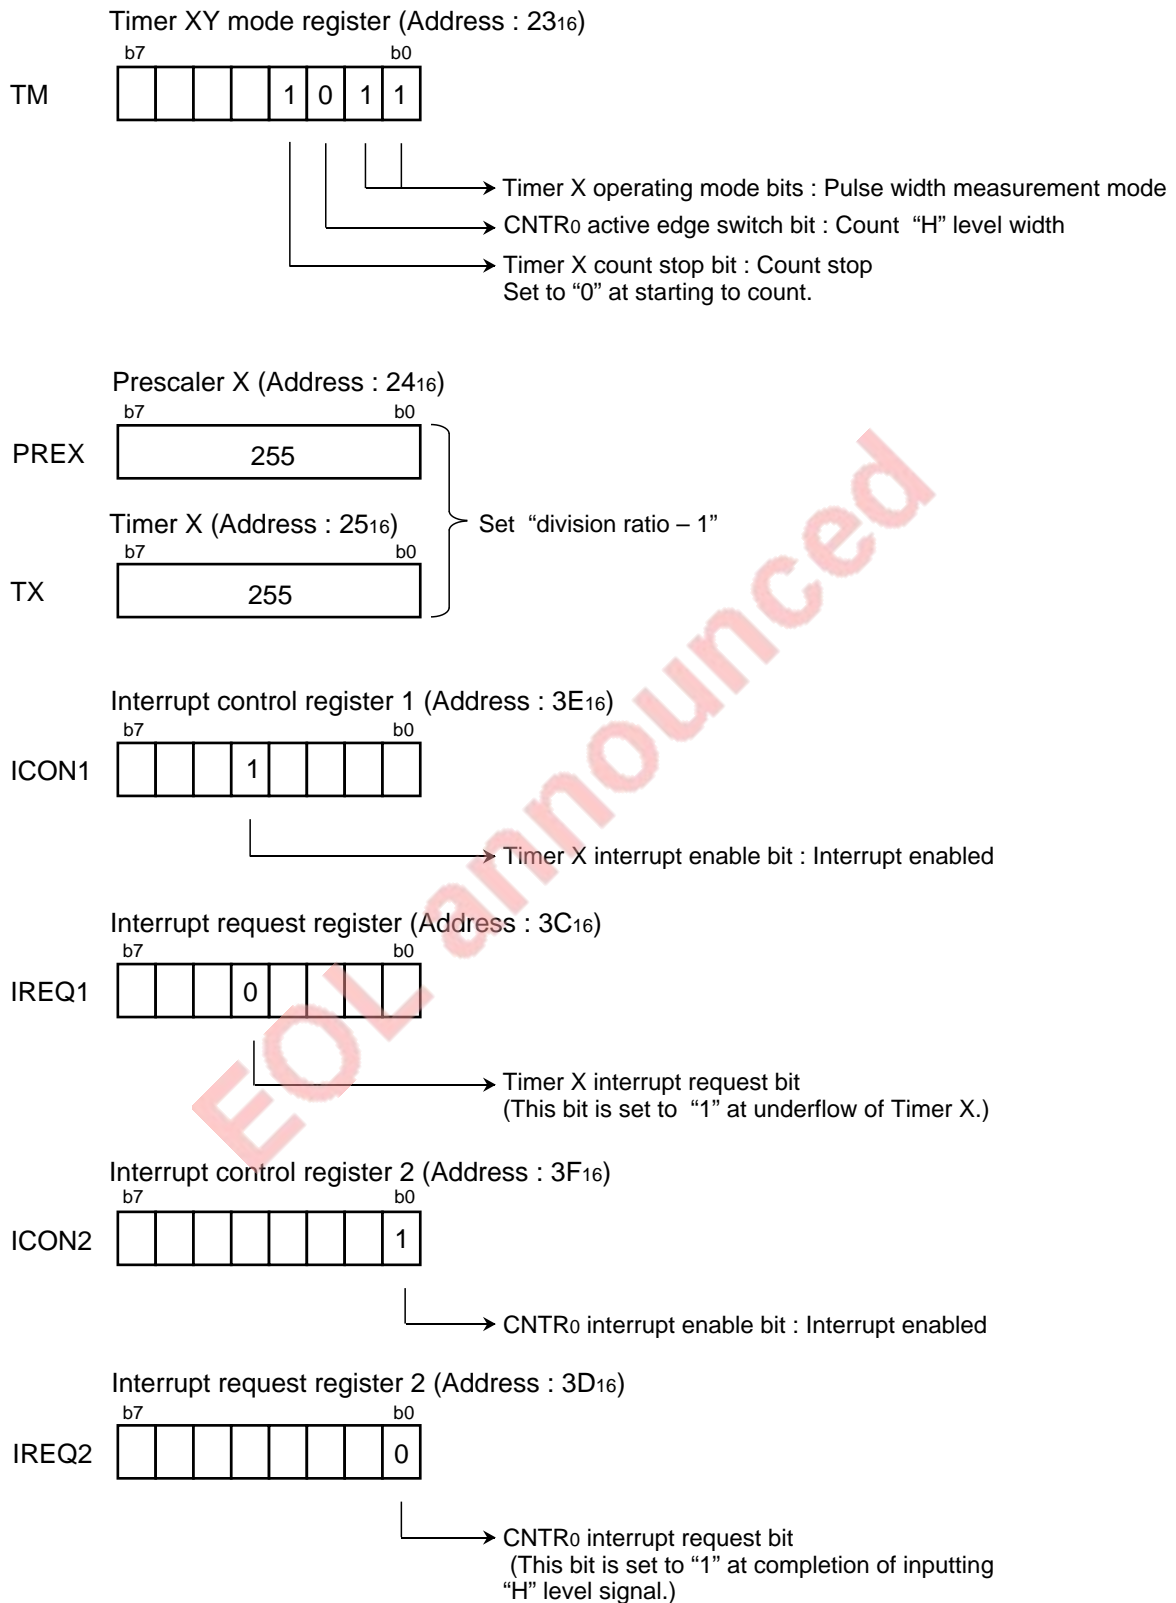 Timer XY mode register (Address : 2316)
b7 b0
TM 1 0 1 1
Timer X operating mode bits : Pulse width measurement mode
CNTR0 active edge switch bit : Count “H” level width
Timer X count stop bit : Count stop
Set to “0” at starting to count.
Prescaler X (Address : 2416)
b7 b0
PREX 255
Timer X (Address : 2516)
Set “division ratio – 1”
b7 b0
TX 255
Interrupt control register 1 (Address : 3E16)
b7 b0
ICON1 1
Timer X interrupt enable bit : Interrupt enabled
Interrupt request register (Address : 3C16)
b7 b0
IREQ1 0
Timer X interrupt request bit
(This bit is set to “1” at underflow of Timer X.)
Interrupt control register 2 (Address : 3F16)
b7 b0
ICON2 1
CNTR0 interrupt enable bit : Interrupt enabled
Interrupt request register 2 (Address : 3D16)
b7 b0
IREQ2 0
CNTR0 interrupt request bit
(This bit is set to “1” at completion of inputting
“H” level signal.)
EOL announced